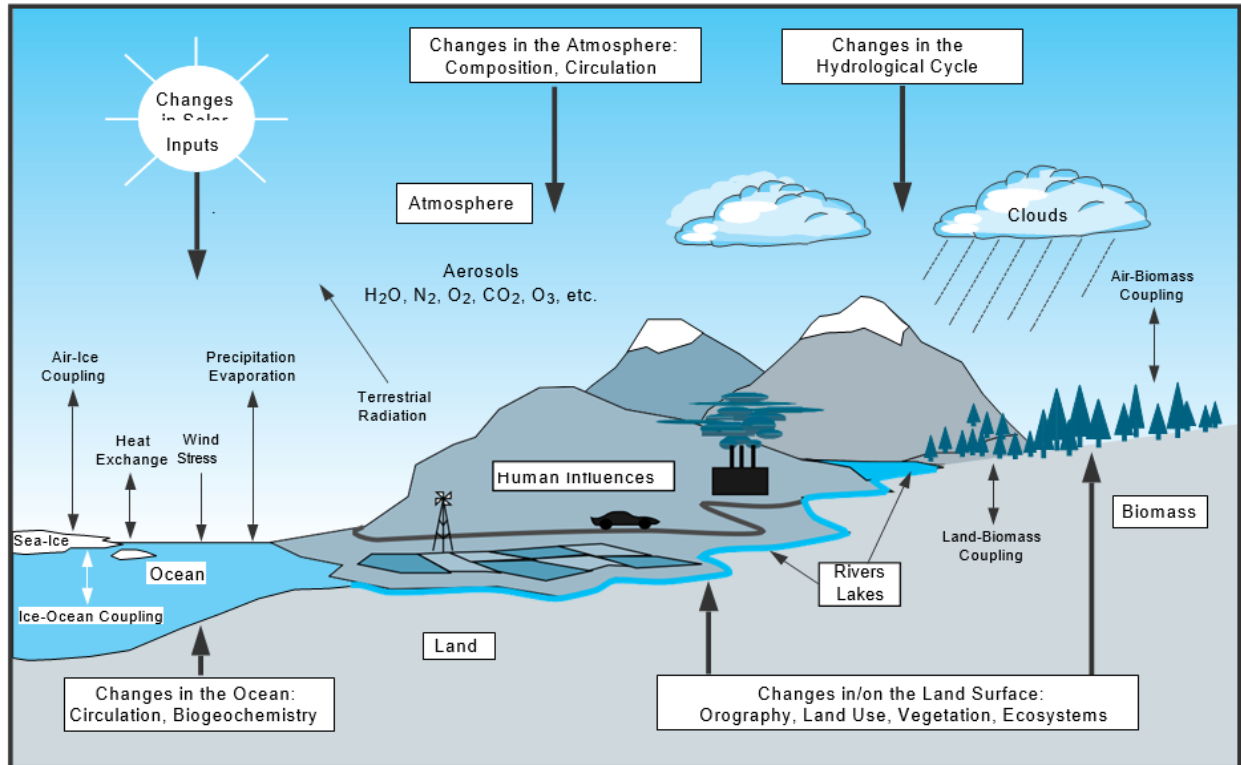 Changes in the Atmosphere:
Composition, Circulation
Changes in the
Hydrological Cycle
Changes
in Solar
Inputs
Atmosphere
Clouds
Aerosols
H₂O, N₂, O₂, CO₂, O₃, etc.
Air-Biomass
Coupling
Air-Ice
Coupling
Precipitation
Evaporation
Terrestrial
Radiation
Heat
Exchange
Wind
Stress
Human Influences
Sea-Ice
Ocean
Ice-Ocean Coupling
Biomass
Land-Biomass
Coupling
Rivers
Lakes
Land
Changes in the Ocean:
Circulation, Biogeochemistry
Changes in/on the Land Surface:
Orography, Land Use, Vegetation, Ecosystems